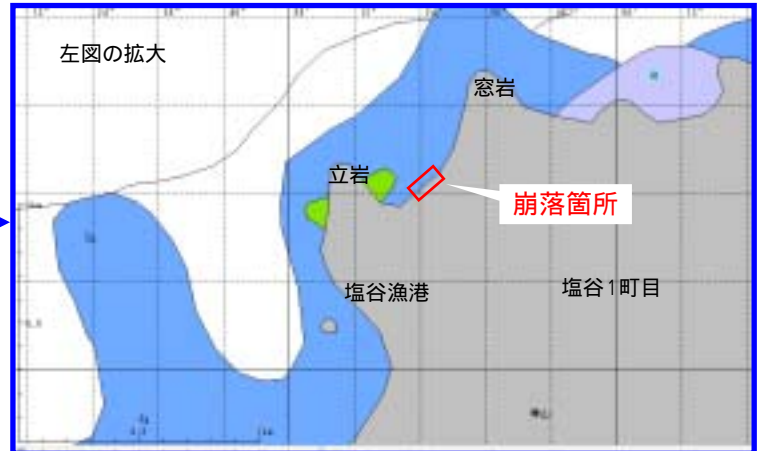 左図の拡大
窓岩
立岩
崩落箇所
塩谷漁港
塩谷1町目